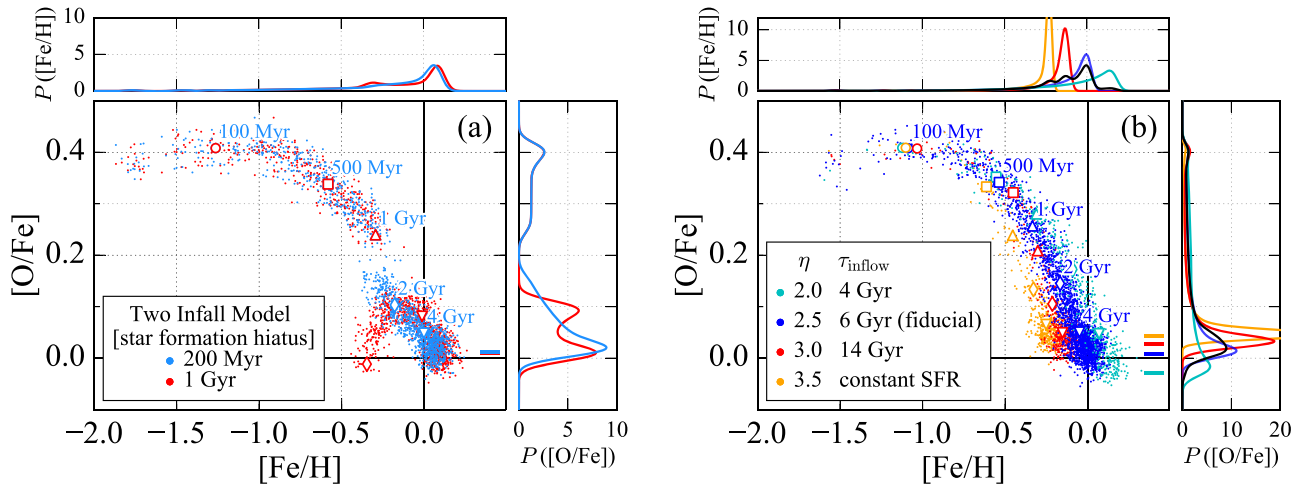 10
5
0
P ([Fe/H])
(a)
100 Myr
500 Myr
1 Gyr
2 Gyr
4 Gyr
0.4
0.2
0.0
[O/Fe]
Two Infall Model
[star formation hiatus]
200 Myr
1 Gyr
−2.0 −1.5 −1.0 −0.5 0.0
[Fe/H]
0 5 10
P ([O/Fe])
10
5
0
P ([Fe/H])
(b)
100 Myr
500 Myr
1 Gyr
2 Gyr
4 Gyr
0.4
0.2
0.0
[O/Fe]
η τinflow
2.0 4 Gyr
2.5 6 Gyr (fiducial)
3.0 14 Gyr
3.5 constant SFR
−2.0 −1.5 −1.0 −0.5 0.0
[Fe/H]
0 5 10 15 20
P ([O/Fe])